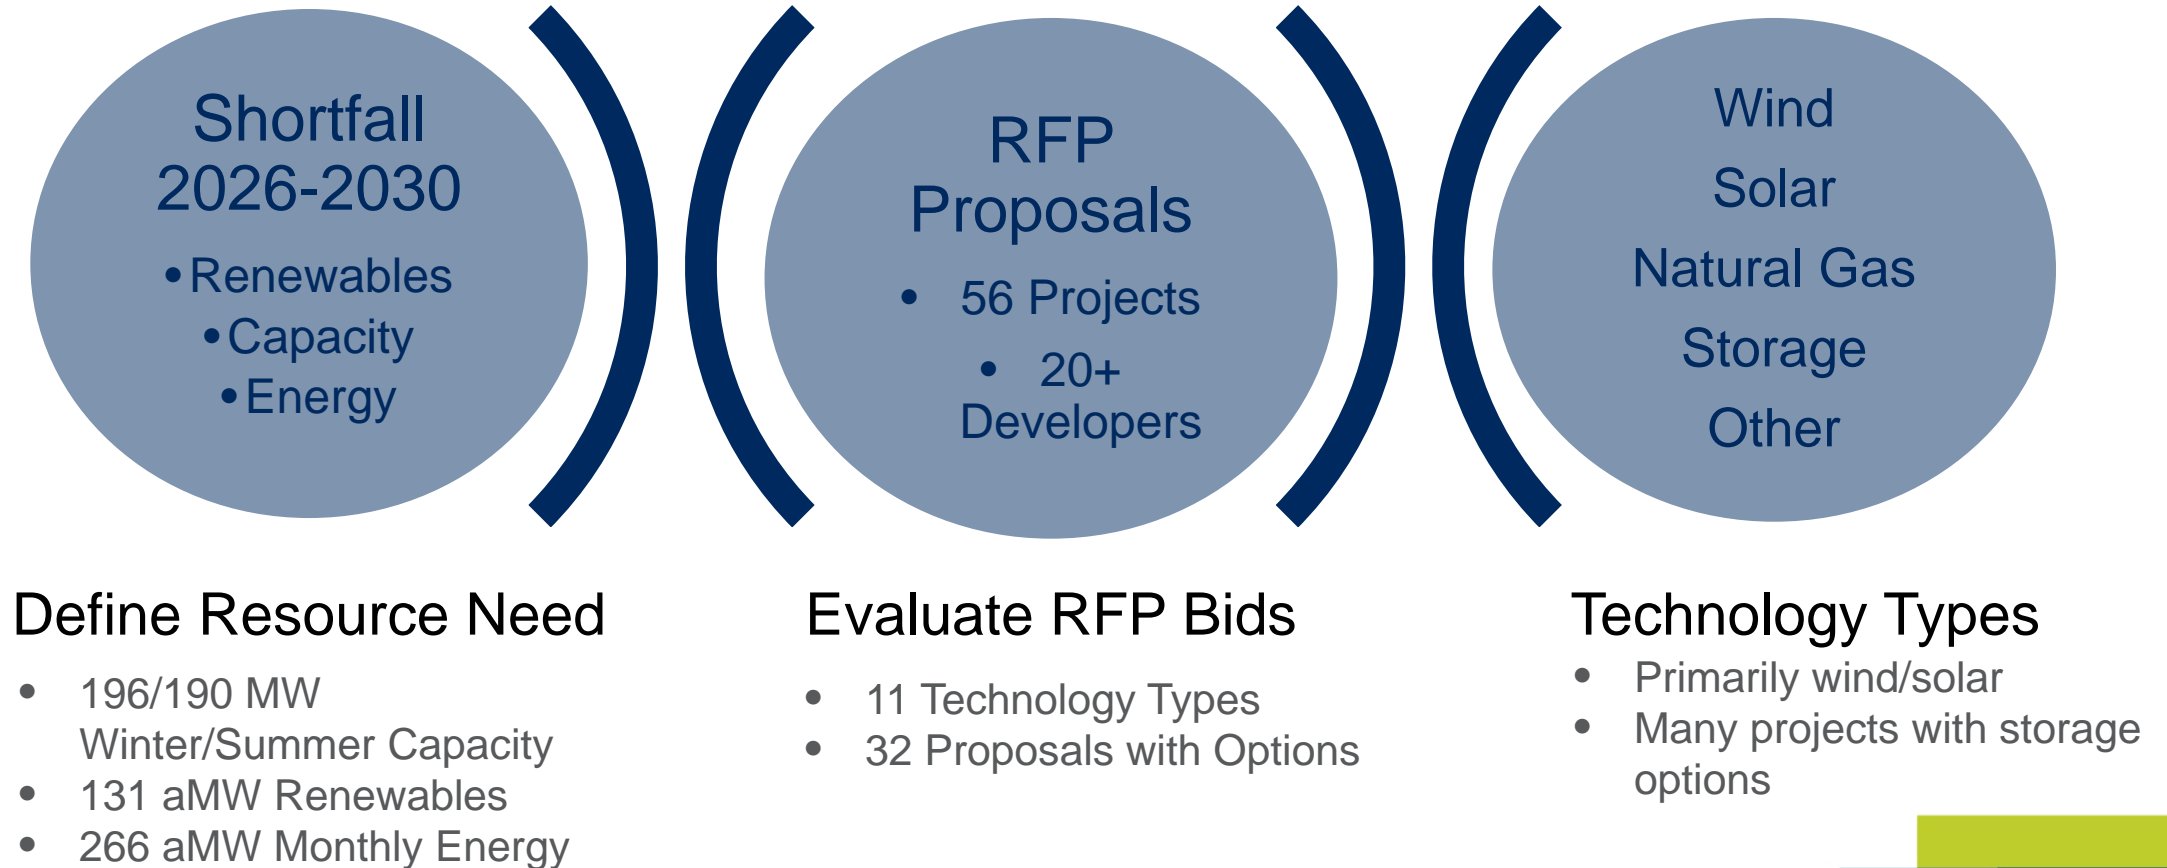 Shortfall
2026-2030
•Renewables
•Capacity
•Energy
RFP
Proposals
• 56 Projects
• 20+
Developers
Wind
Solar
Natural Gas
Storage
Other
Define Resource Need
• 196/190 MW
Winter/Summer Capacity
• 131 aMW Renewables
• 266 aMW Monthly Energy
Evaluate RFP Bids
• 11 Technology Types
• 32 Proposals with Options
Technology Types
• Primarily wind/solar
• Many projects with storage
options